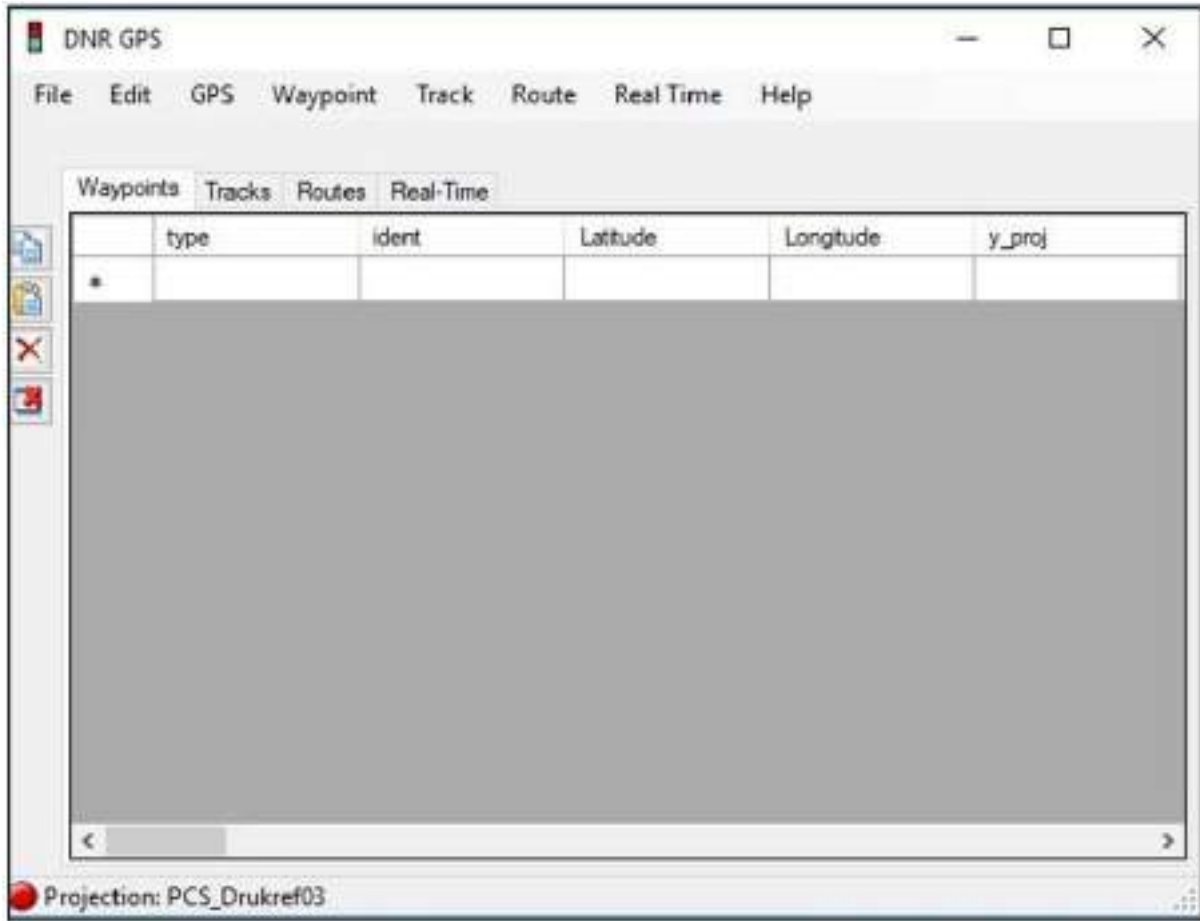 DNR GPS
File Edit GPS Waypoint Track Route Real Time Help
Waypoints Tracks Routes Real-Time
type ident Latitude Longitude y_proj
Projection: PCS_Drukref03